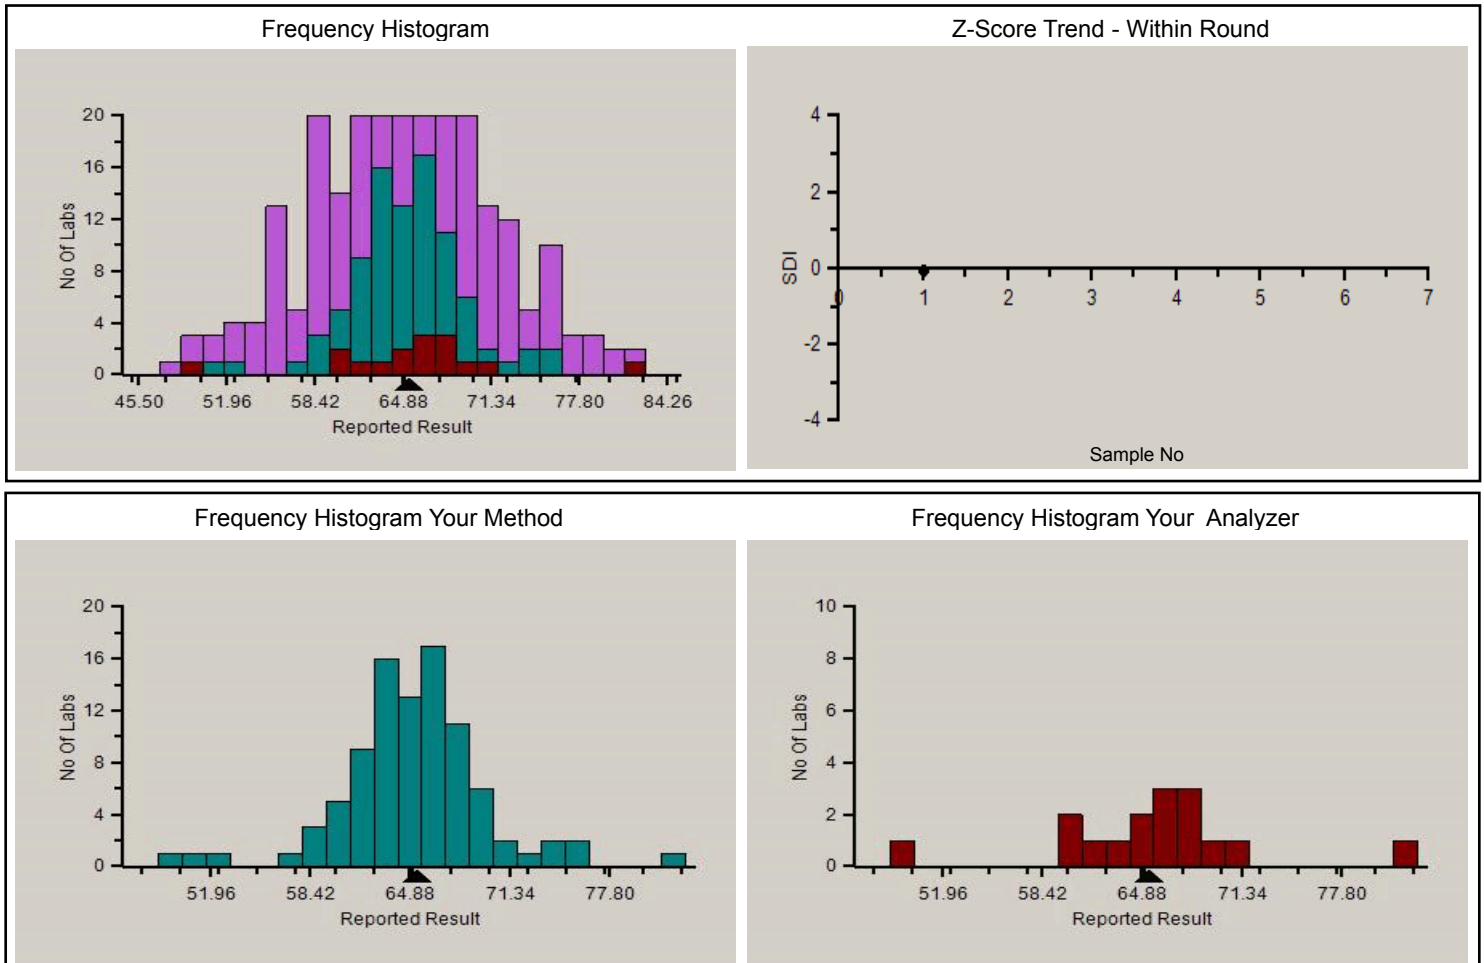 Frequency Histogram
20
16
12
8
4
0
No Of Labs
45.50 51.96 58.42 64.88 71.34 77.80 84.26
Reported Result
Z-Score Trend - Within Round
4
2
0
-2
-4
SDI
0 1 2 3 4 5 6 7
Sample No
Frequency Histogram Your Method
20
16
12
8
4
0
No Of Labs
51.96 58.42 64.88 71.34 77.80
Reported Result
Frequency Histogram Your Analyzer
10
8
6
4
2
0
No Of Labs
51.96 58.42 64.88 71.34 77.80
Reported Result